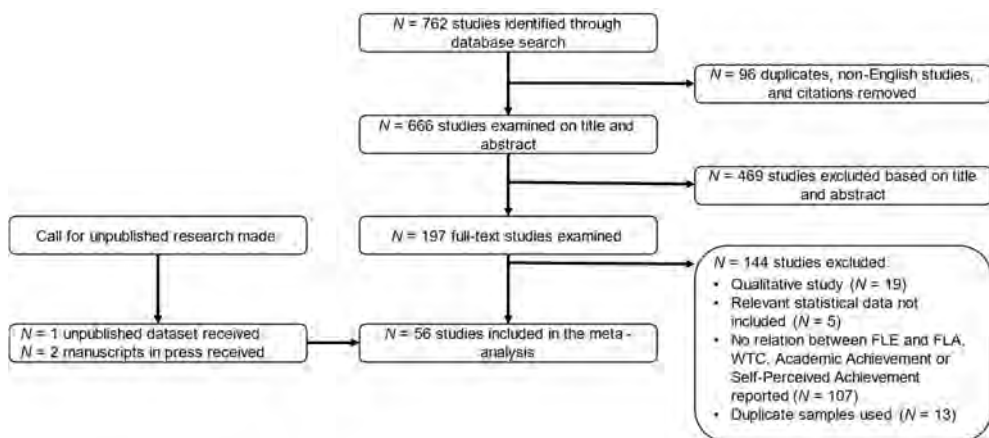 N = 762 studies identified through
database search
N = 96 duplicates, non-English studies,
and citations removed
N = 666 studies examined on title and
abstract
N = 469 studies excluded based on title
and abstract
Call for unpublished research made
N = 197 full-text studies examined
N = 144 studies excluded
• Qualitative study (N = 19)
• Relevant statistical data not
included (N = 5)
• No relation between FLE and FLA,
WTC, Academic Achievement or
Self-Perceived Achievement
reported (N = 107)
• Duplicate samples used (N = 13)
N = 1 unpublished dataset received
N = 2 manuscripts in press received
N = 56 studies included in the meta-
analysis